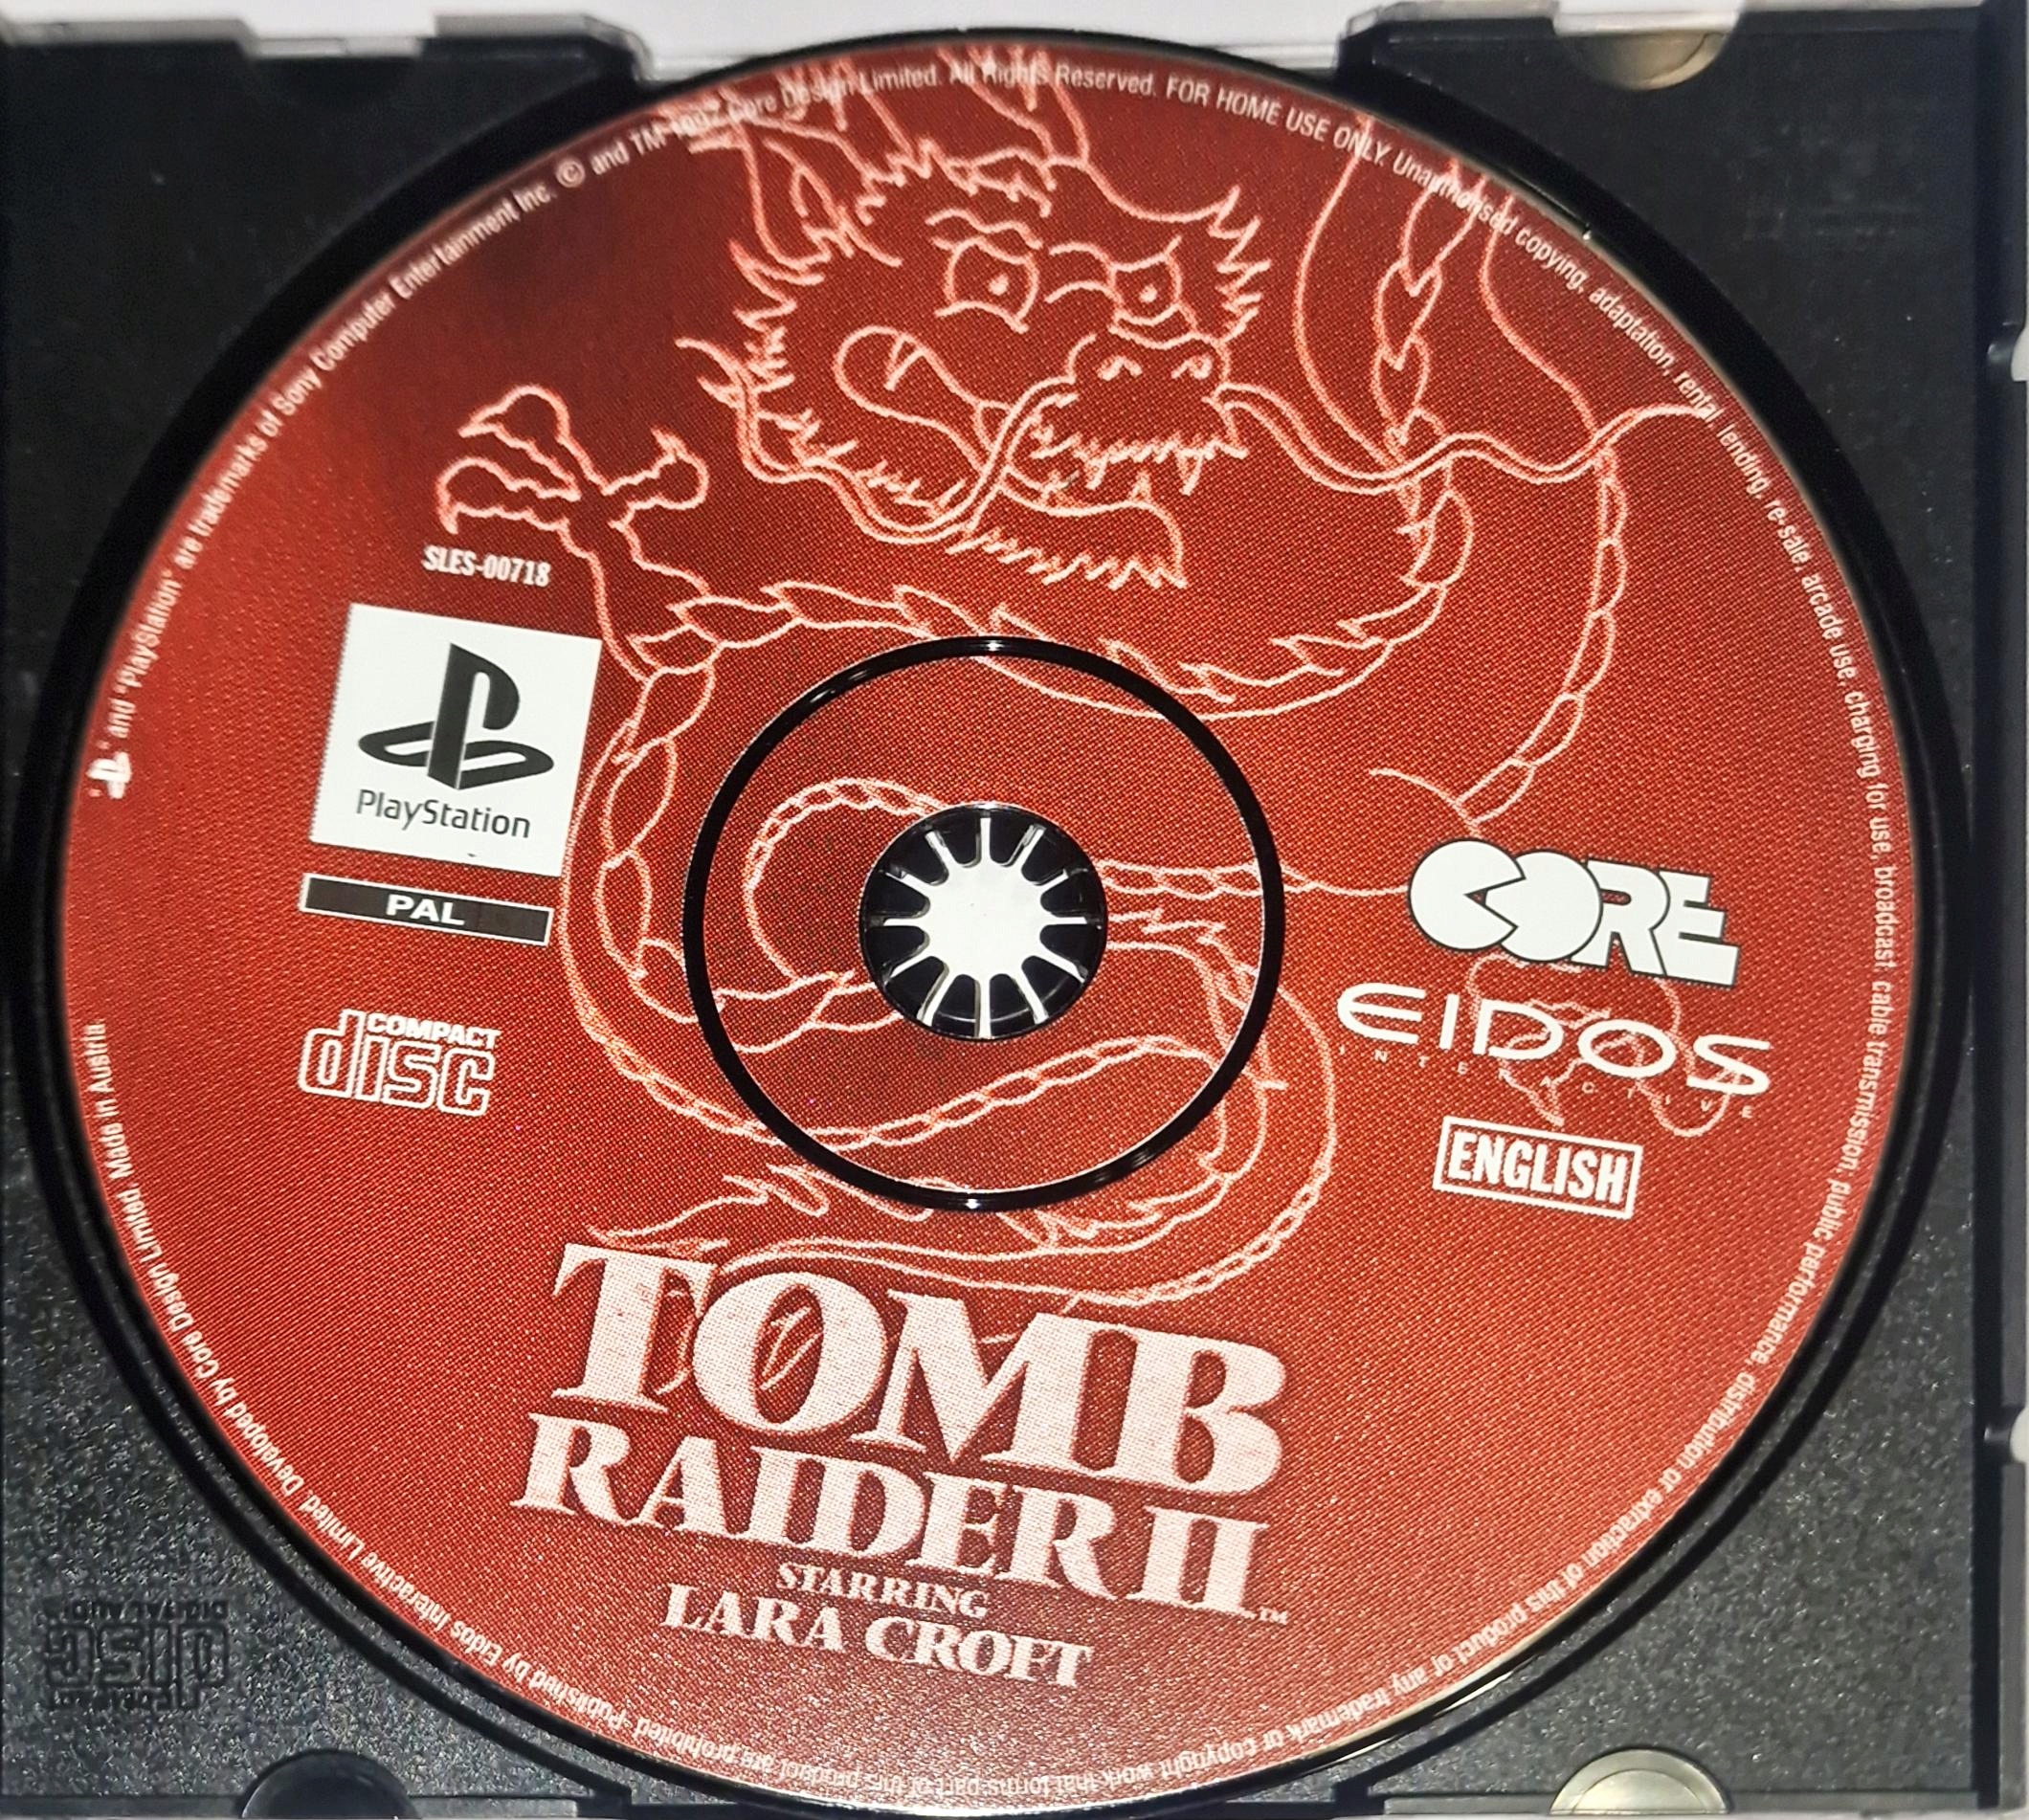 and "PlayStation" are trademarks of Sony Computer Entertainment Inc. © and TM 1997 Core Design Limited. All Rights Reserved. FOR HOME USE ONLY. Unauthorised copying, adaptation, rental, lending, re-sale, arcade use, charging for use, broadcast, cable transmission, public performance, distribution or extraction of this product or any trademark or copyright work that forms part of this product are prohibited. Published by Eidos Interactive Limited. Developed by Core Design Limited. Made in Austria.
SLES-00718
PlayStation
PAL
COMPACT
disc
CORE
EIDOS
INTERACTIVE
ENGLISH
TOMB
RAIDER II™
STARRING
LARA CROFT